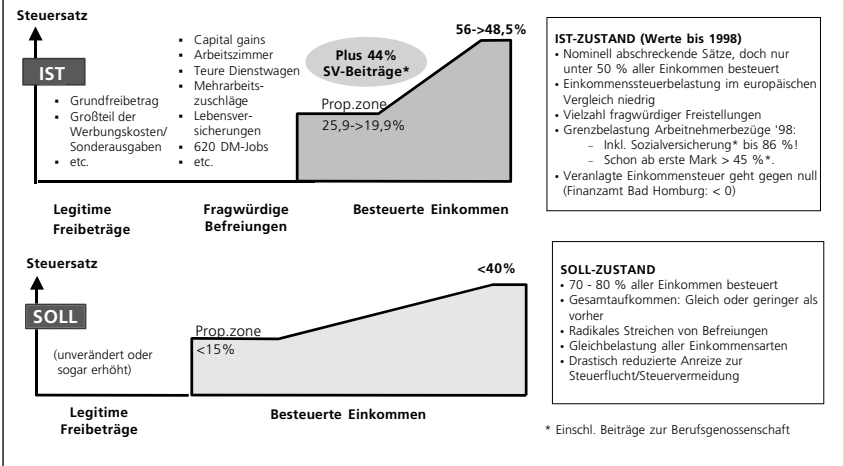 Steuersatz
IST
▪ Grundfreibetrag
▪ Großteil der
Werbungskosten/
Sonderausgaben
▪ etc.
▪ Capital gains
▪ Arbeitszimmer
▪ Teure Dienstwagen
▪ Mehrarbeits-
zuschläge
▪ Lebensver-
sicherungen
▪ 620 DM-Jobs
▪ etc.
Plus 44%
SV-Beiträge*
56->48,5%
Prop.zone
25,9->19,9%
Legitime
Freibeträge
Fragwürdige
Befreiungen
Besteuerte Einkommen
IST-ZUSTAND (Werte bis 1998)
• Nominell abschreckende Sätze, doch nur
unter 50 % aller Einkommen besteuert
• Einkommenssteuerbelastung im europäischen
Vergleich niedrig
• Vielzahl fragwürdiger Freistellungen
• Grenzbelastung Arbeitnehmerbezüge '98:
– Inkl. Sozialversicherung* bis 86 %!
– Schon ab erste Mark > 45 %*.
• Veranlagte Einkommensteuer geht gegen null
(Finanzamt Bad Homburg: < 0)
Steuersatz
SOLL
(unverändert oder
sogar erhöht)
Prop.zone
<15%
<40%
Legitime
Freibeträge
Besteuerte Einkommen
SOLL-ZUSTAND
• 70 - 80 % aller Einkommen besteuert
• Gesamtaufkommen: Gleich oder geringer als
vorher
• Radikales Streichen von Befreiungen
• Gleichbelastung aller Einkommensarten
• Drastisch reduzierte Anreize zur
Steuerflucht/Steuervermeidung
* Einschl. Beiträge zur Berufsgenossenschaft